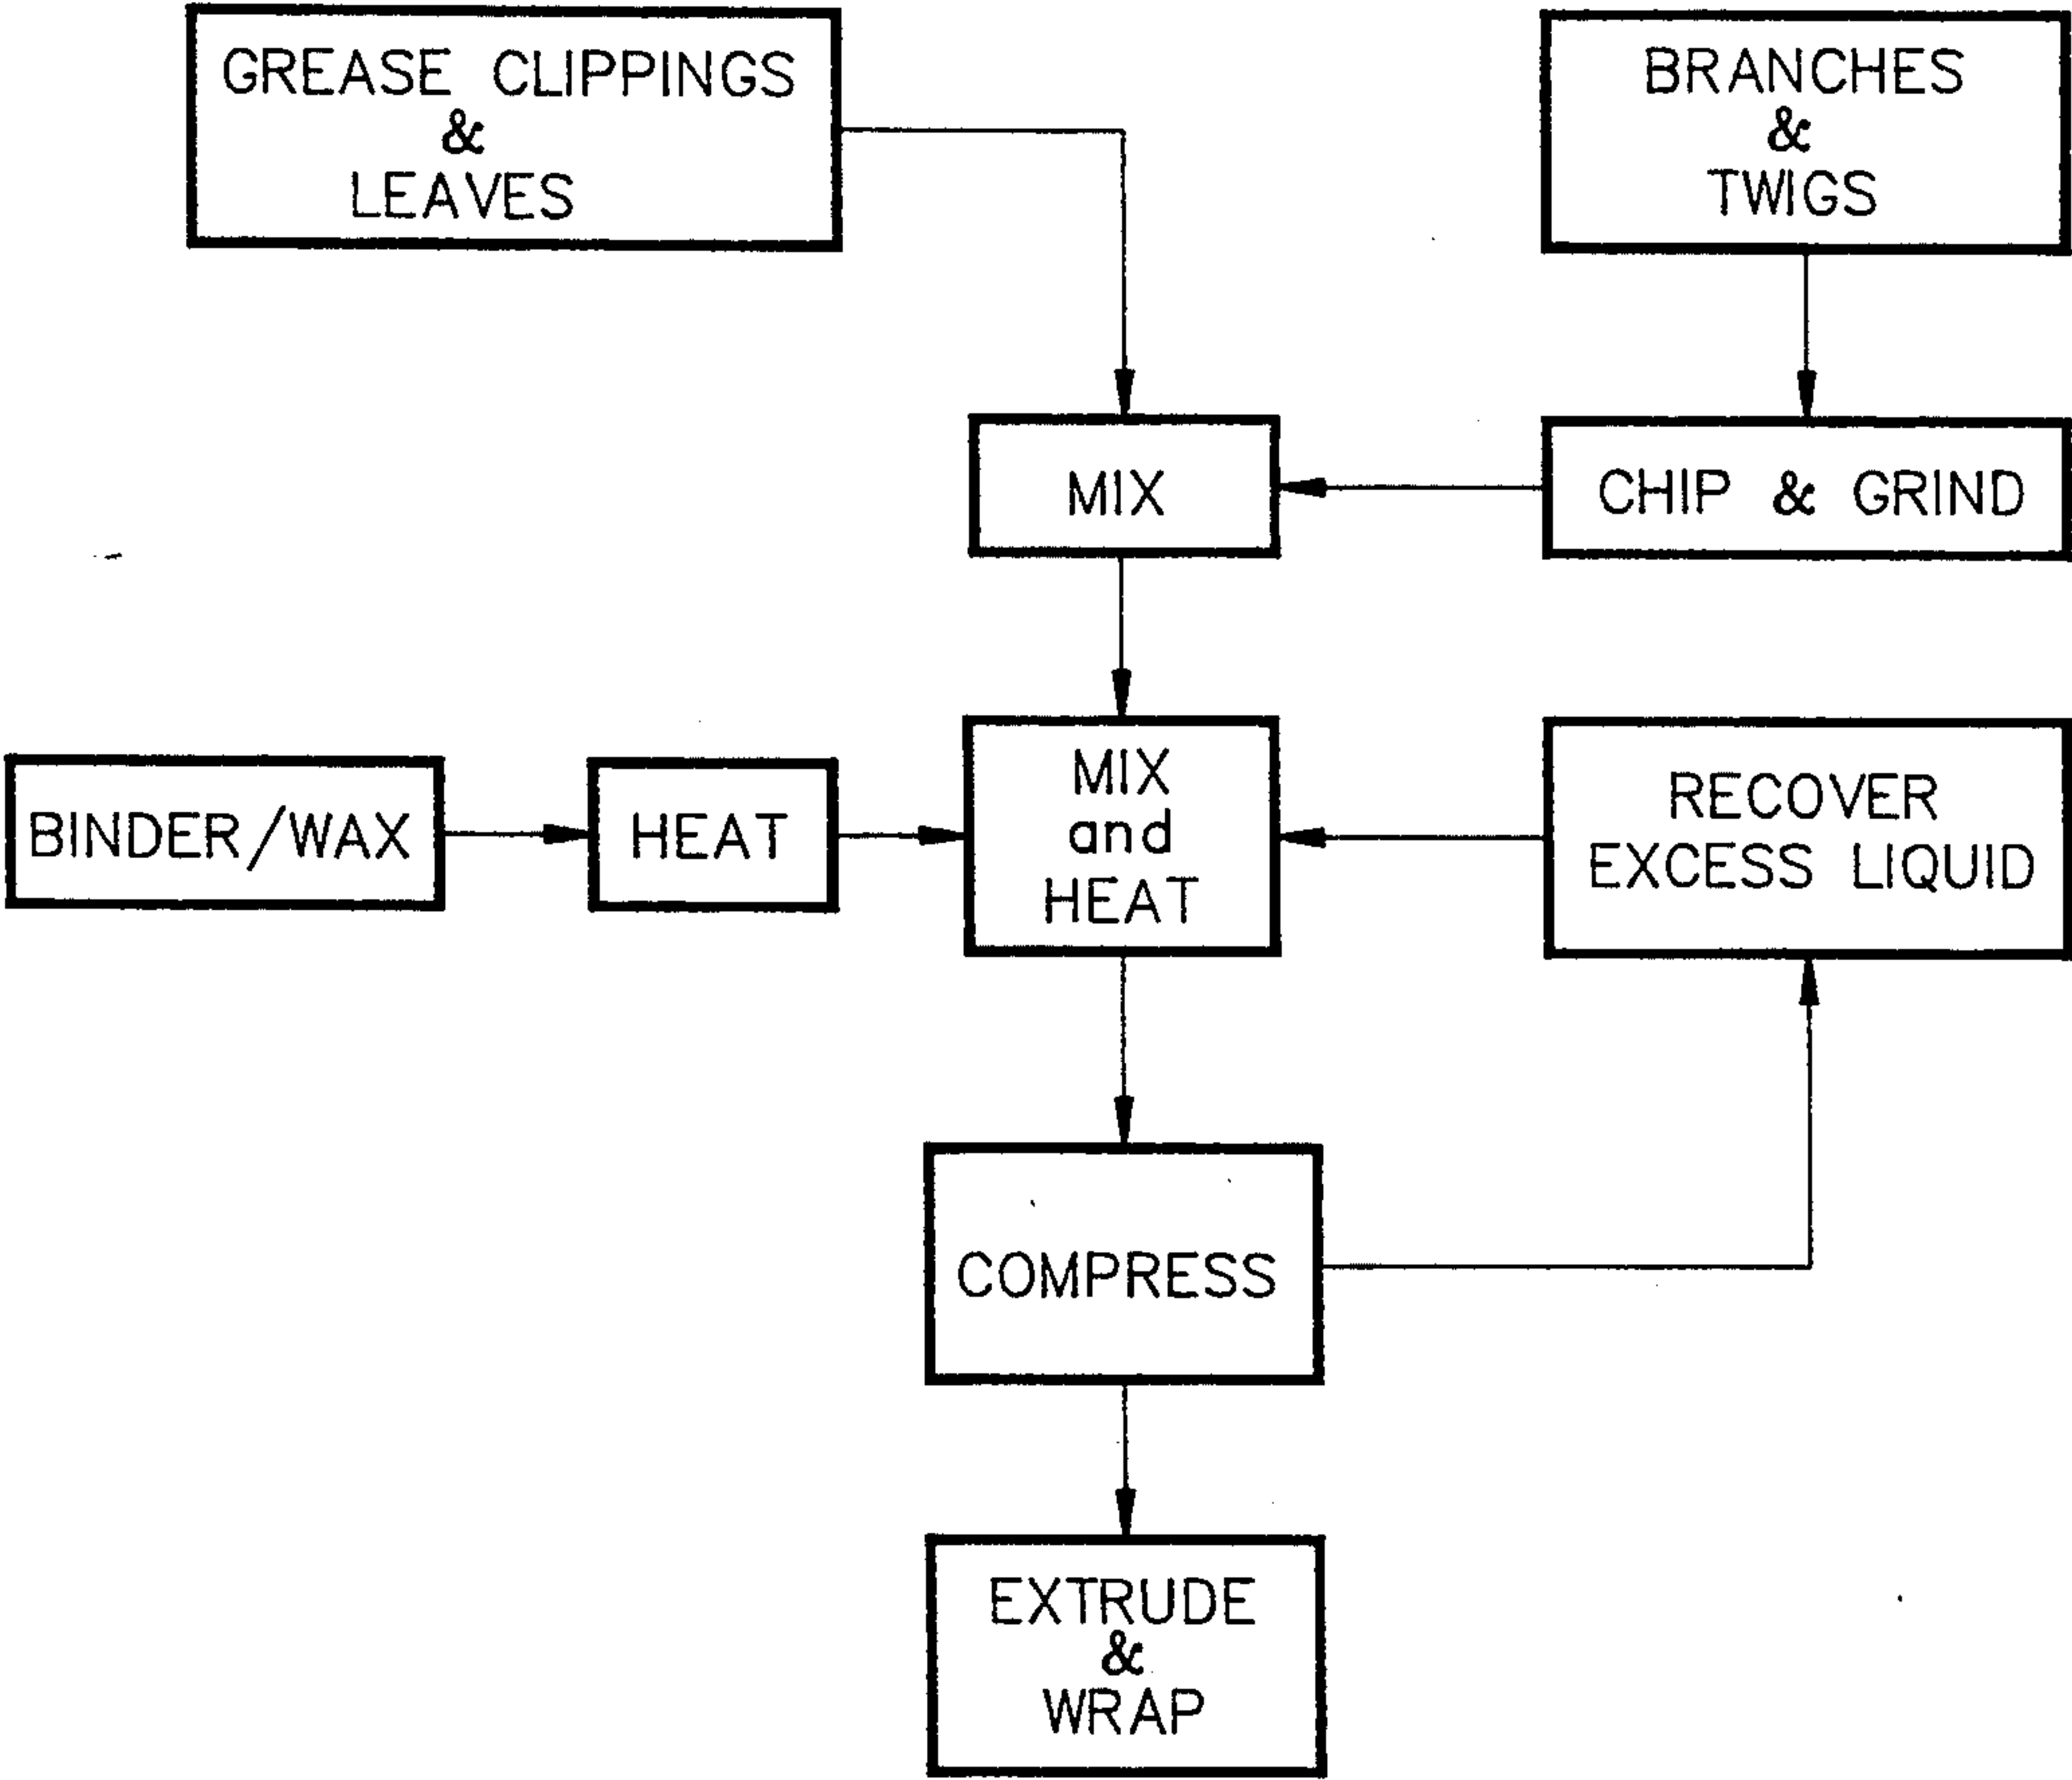 GREASE CLIPPINGS
&
LEAVES
BRANCHES
&
TWIGS
MIX
CHIP & GRIND
BINDER/WAX
HEAT
MIX
and
HEAT
RECOVER
EXCESS LIQUID
COMPRESS
EXTRUDE
&
WRAP